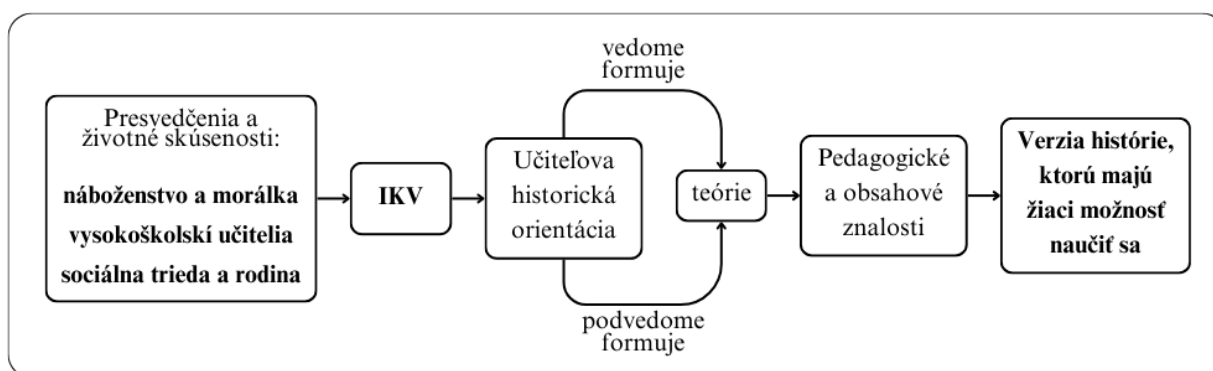 Presvedčenia a
životné skúsenosti:
náboženstvo a morálka
vysokoškolskí učitelia
sociálna trieda a rodina
IKV
Učiteľova
historická
orientácia
vedome
formuje
podvedome
formuje
teórie
Pedagogické
a obsahové
znalosti
Verzia histórie,
ktorú majú
žiaci možnosť
naučiť sa